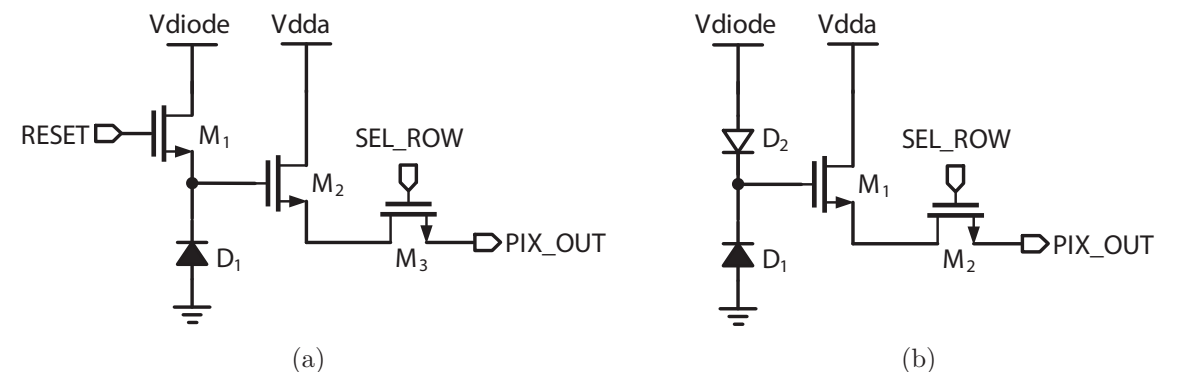 Vdiode Vdda
RESET M1
SEL_ROW
M2
D1 M3 PIX_OUT
(a)
Vdiode Vdda
D2 SEL_ROW
M1
D1 M2 PIX_OUT
(b)